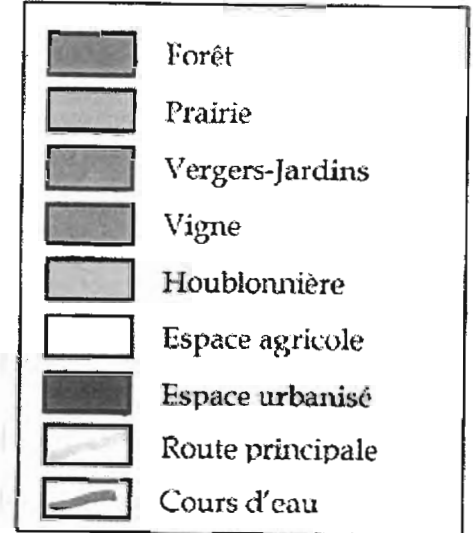 Forêt
Prairie
Vergers-Jardins
Vigne
Houblonnière
Espace agricole
Espace urbanisé
Route principale
Cours d'eau